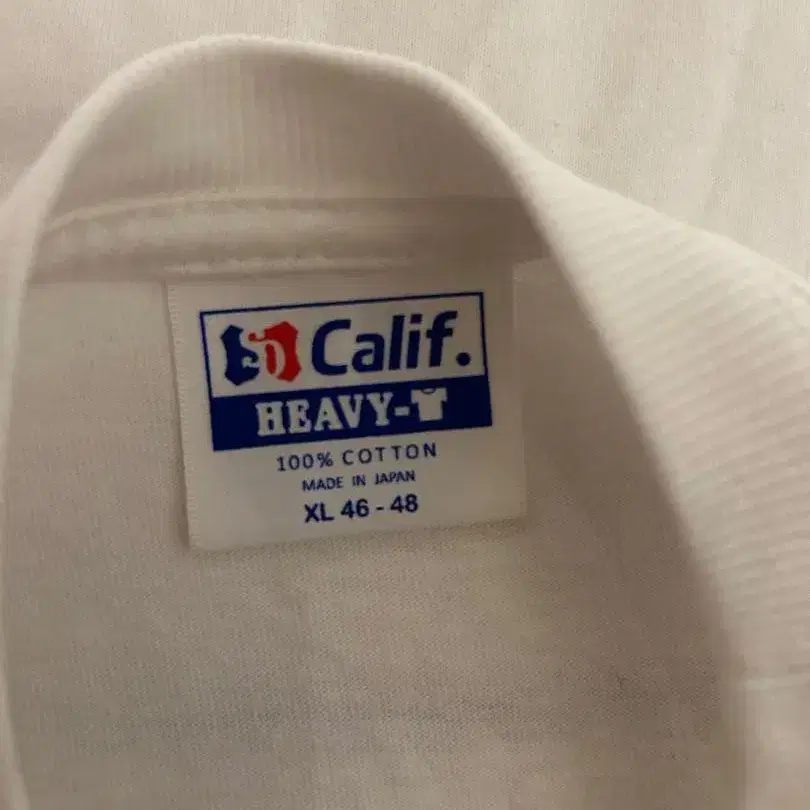 SD Calif.
HEAVY-T
100% COTTON
MADE IN JAPAN
XL 46 - 48